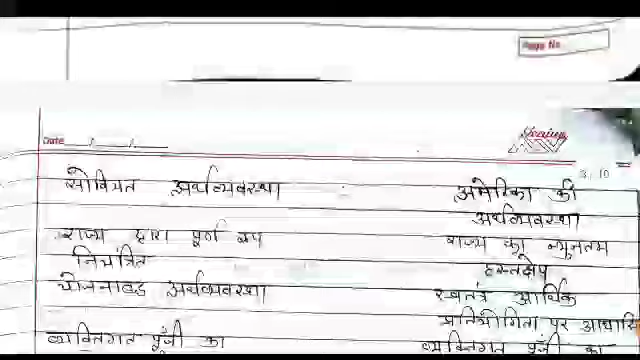 Page No
Date
सोवियत अर्थव्यवस्था
अमेरिका की
अर्थव्यवस्था
राज्य द्वारा पूर्ण रूप
राज्य का न्युनतम
नियंत्रित
हस्तक्षेप
योजनाबद्ध अर्थव्यवस्था
स्वतंत्र आर्थिक
प्रतियोगिता पर आधारि
व्यक्तिगत पूँजी का
व्यक्तिगत पूँजी का